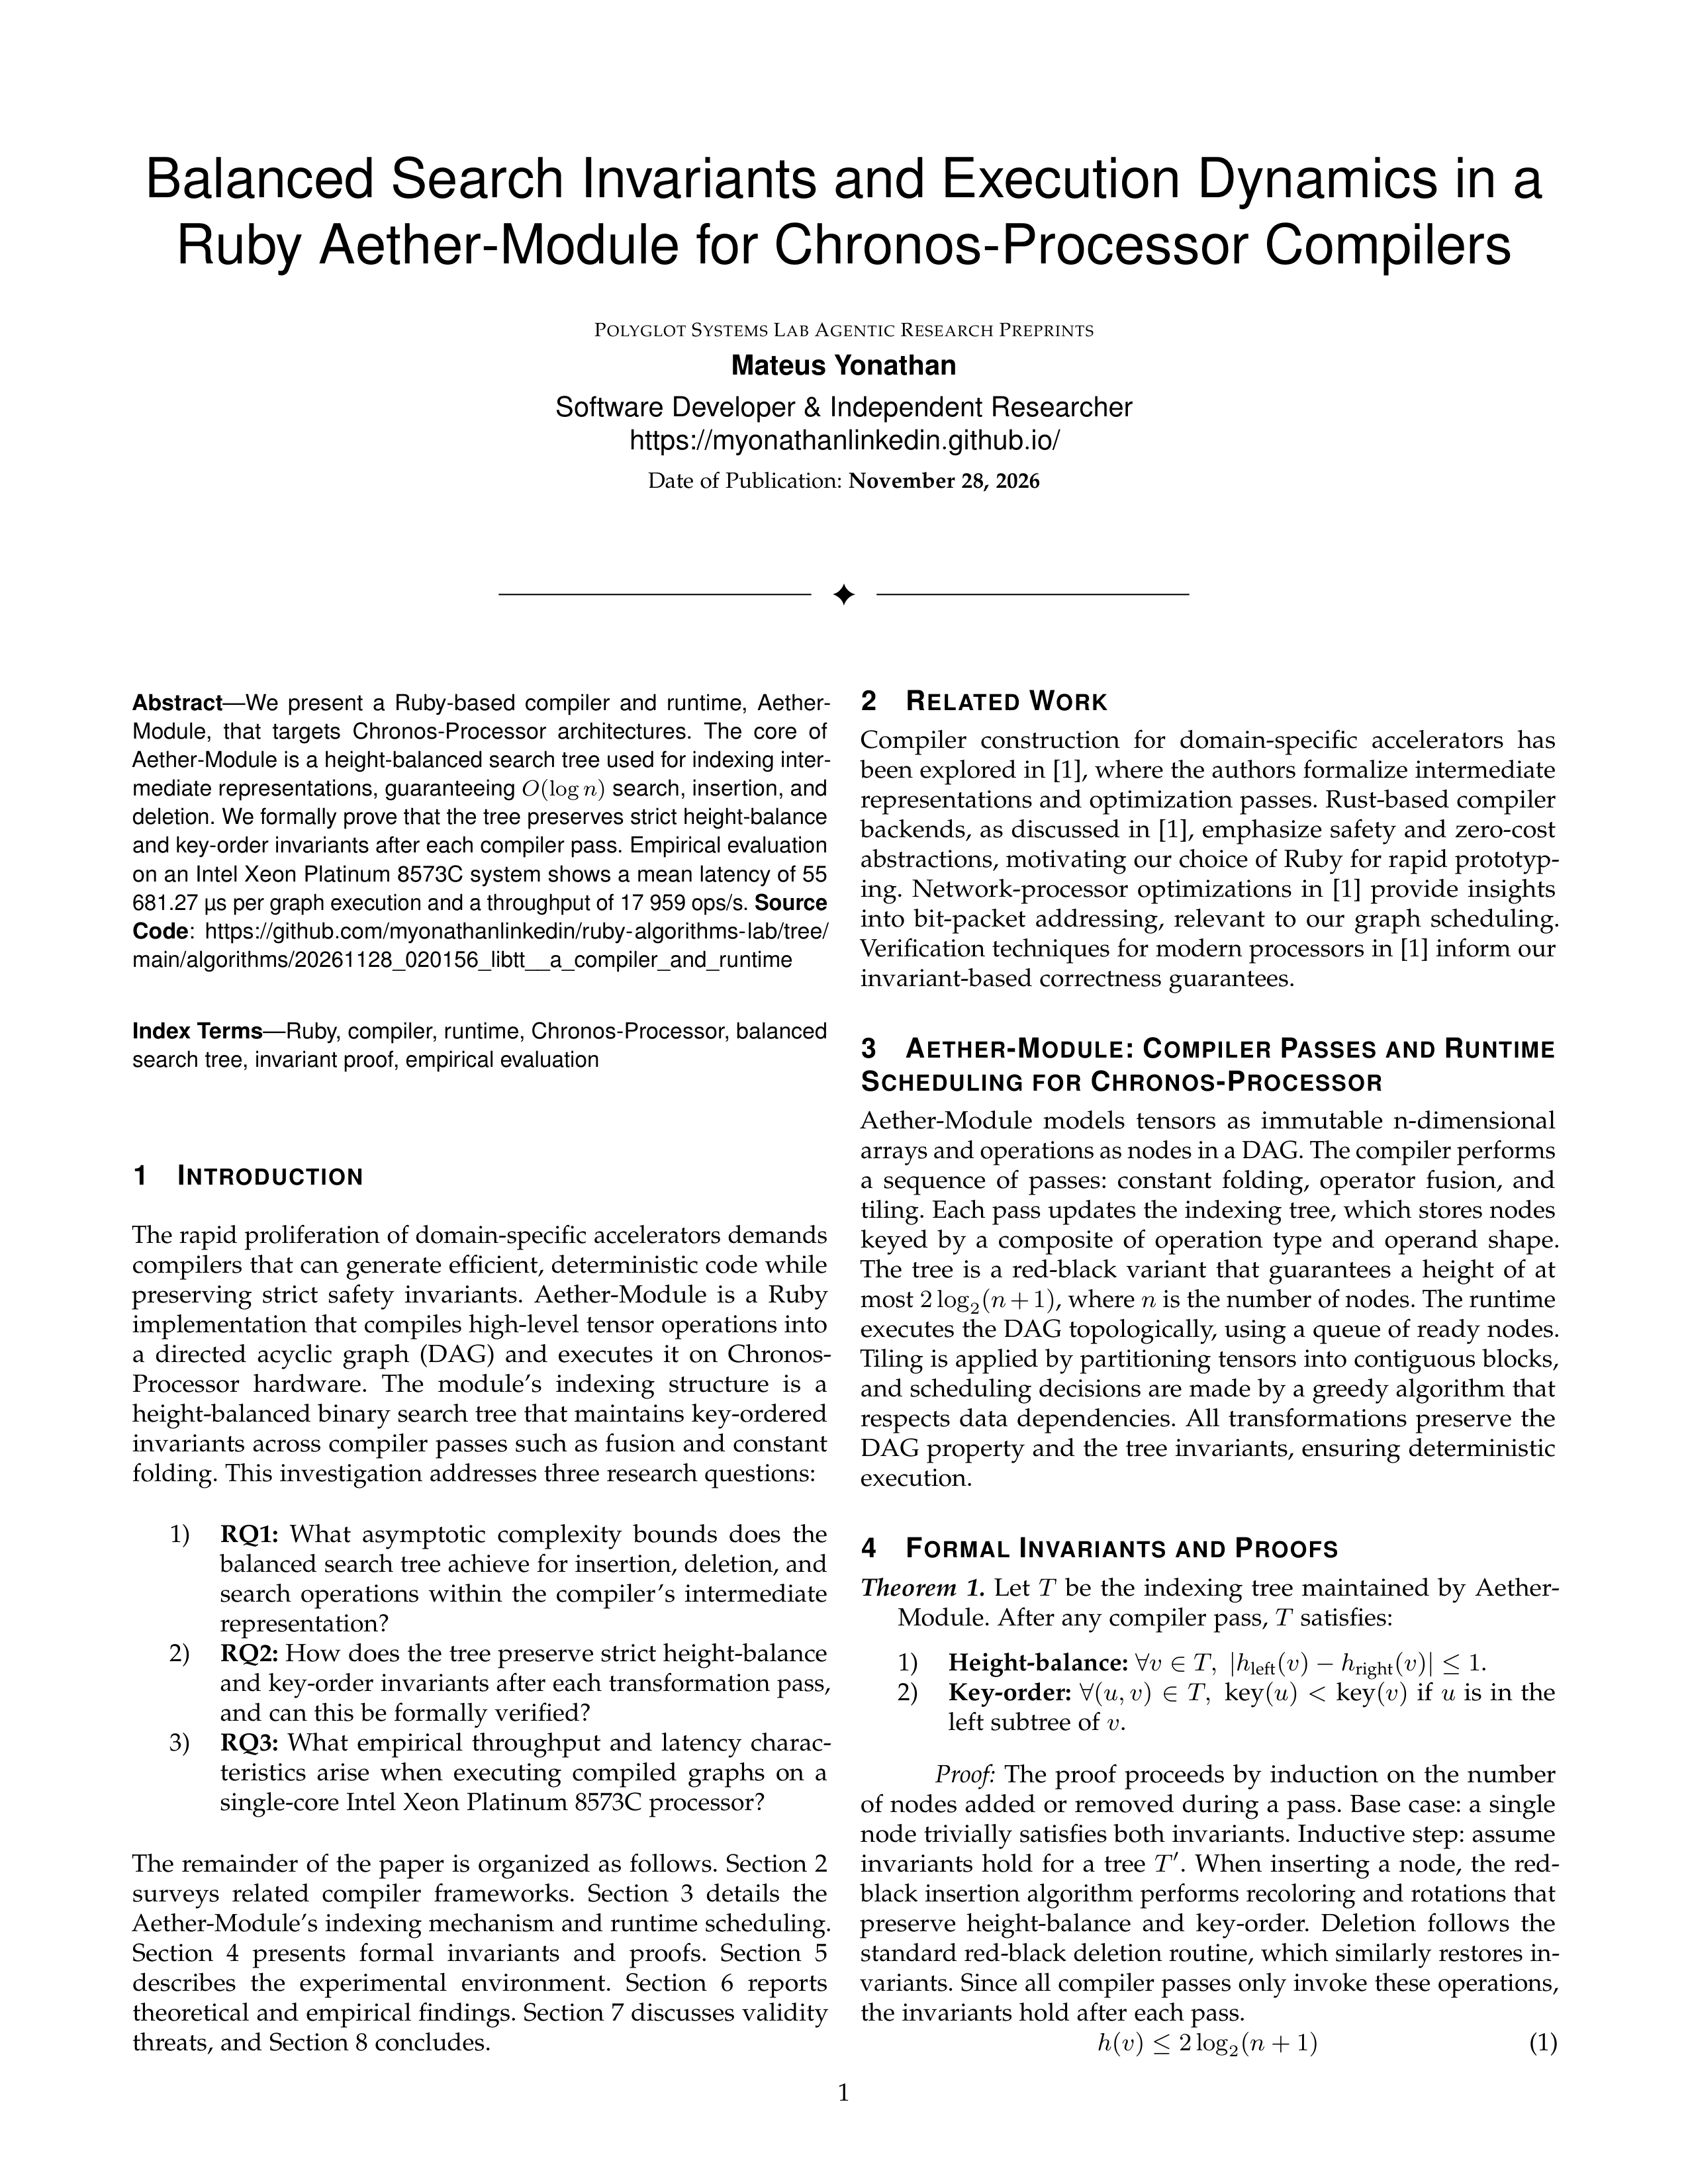 Balanced Search Invariants and Execution Dynamics in a
Ruby Aether-Module for Chronos-Processor Compilers
POLYGLOT SYSTEMS LAB AGENTIC RESEARCH PREPRINTS
Mateus Yonathan
Software Developer & Independent Researcher
https://myonathanlinkedin.github.io/
Date of Publication: November 28, 2026
Abstract—We present a Ruby-based compiler and runtime, Aether-
Module, that targets Chronos-Processor architectures. The core of
Aether-Module is a height-balanced search tree used for indexing inter-
mediate representations, guaranteeing O(log n) search, insertion, and
deletion. We formally prove that the tree preserves strict height-balance
and key-order invariants after each compiler pass. Empirical evaluation
on an Intel Xeon Platinum 8573C system shows a mean latency of 55
681.27 µs per graph execution and a throughput of 17 959 ops/s. Source
Code: https://github.com/myonathanlinkedin/ruby-algorithms-lab/tree/
main/algorithms/20261128_020156_libtt__a_compiler_and_runtime
Index Terms—Ruby, compiler, runtime, Chronos-Processor, balanced
search tree, invariant proof, empirical evaluation
1 INTRODUCTION
The rapid proliferation of domain-specific accelerators demands
compilers that can generate efficient, deterministic code while
preserving strict safety invariants. Aether-Module is a Ruby
implementation that compiles high-level tensor operations into
a directed acyclic graph (DAG) and executes it on Chronos-
Processor hardware. The module's indexing structure is a
height-balanced binary search tree that maintains key-ordered
invariants across compiler passes such as fusion and constant
folding. This investigation addresses three research questions:
1) RQ1: What asymptotic complexity bounds does the
balanced search tree achieve for insertion, deletion, and
search operations within the compiler's intermediate
representation?
2) RQ2: How does the tree preserve strict height-balance
and key-order invariants after each transformation pass,
and can this be formally verified?
3) RQ3: What empirical throughput and latency charac-
teristics arise when executing compiled graphs on a
single-core Intel Xeon Platinum 8573C processor?
The remainder of the paper is organized as follows. Section 2
surveys related compiler frameworks. Section 3 details the
Aether-Module's indexing mechanism and runtime scheduling.
Section 4 presents formal invariants and proofs. Section 5
describes the experimental environment. Section 6 reports
theoretical and empirical findings. Section 7 discusses validity
threats, and Section 8 concludes.
2 RELATED WORK
Compiler construction for domain-specific accelerators has
been explored in [1], where the authors formalize intermediate
representations and optimization passes. Rust-based compiler
backends, as discussed in [1], emphasize safety and zero-cost
abstractions, motivating our choice of Ruby for rapid prototyp-
ing. Network-processor optimizations in [1] provide insights
into bit-packet addressing, relevant to our graph scheduling.
Verification techniques for modern processors in [1] inform our
invariant-based correctness guarantees.
3 AETHER-MODULE: COMPILER PASSES AND RUNTIME
SCHEDULING FOR CHRONOS-PROCESSOR
Aether-Module models tensors as immutable n-dimensional
arrays and operations as nodes in a DAG. The compiler performs
a sequence of passes: constant folding, operator fusion, and
tiling. Each pass updates the indexing tree, which stores nodes
keyed by a composite of operation type and operand shape.
The tree is a red-black variant that guarantees a height of at
most 2 log₂(n + 1), where n is the number of nodes. The runtime
executes the DAG topologically, using a queue of ready nodes.
Tiling is applied by partitioning tensors into contiguous blocks,
and scheduling decisions are made by a greedy algorithm that
respects data dependencies. All transformations preserve the
DAG property and the tree invariants, ensuring deterministic
execution.
4 FORMAL INVARIANTS AND PROOFS
Theorem 1. Let T be the indexing tree maintained by Aether-
Module. After any compiler pass, T satisfies:
1) Height-balance: ∀v ∈ T, |h_left(v) − h_right(v)| ≤ 1.
2) Key-order: ∀(u, v) ∈ T, key(u) < key(v) if u is in the
left subtree of v.
Proof: The proof proceeds by induction on the number
of nodes added or removed during a pass. Base case: a single
node trivially satisfies both invariants. Inductive step: assume
invariants hold for a tree T′. When inserting a node, the red-
black insertion algorithm performs recoloring and rotations that
preserve height-balance and key-order. Deletion follows the
standard red-black deletion routine, which similarly restores in-
variants. Since all compiler passes only invoke these operations,
the invariants hold after each pass.
h(v) ≤ 2 log₂(n + 1) (1)
1